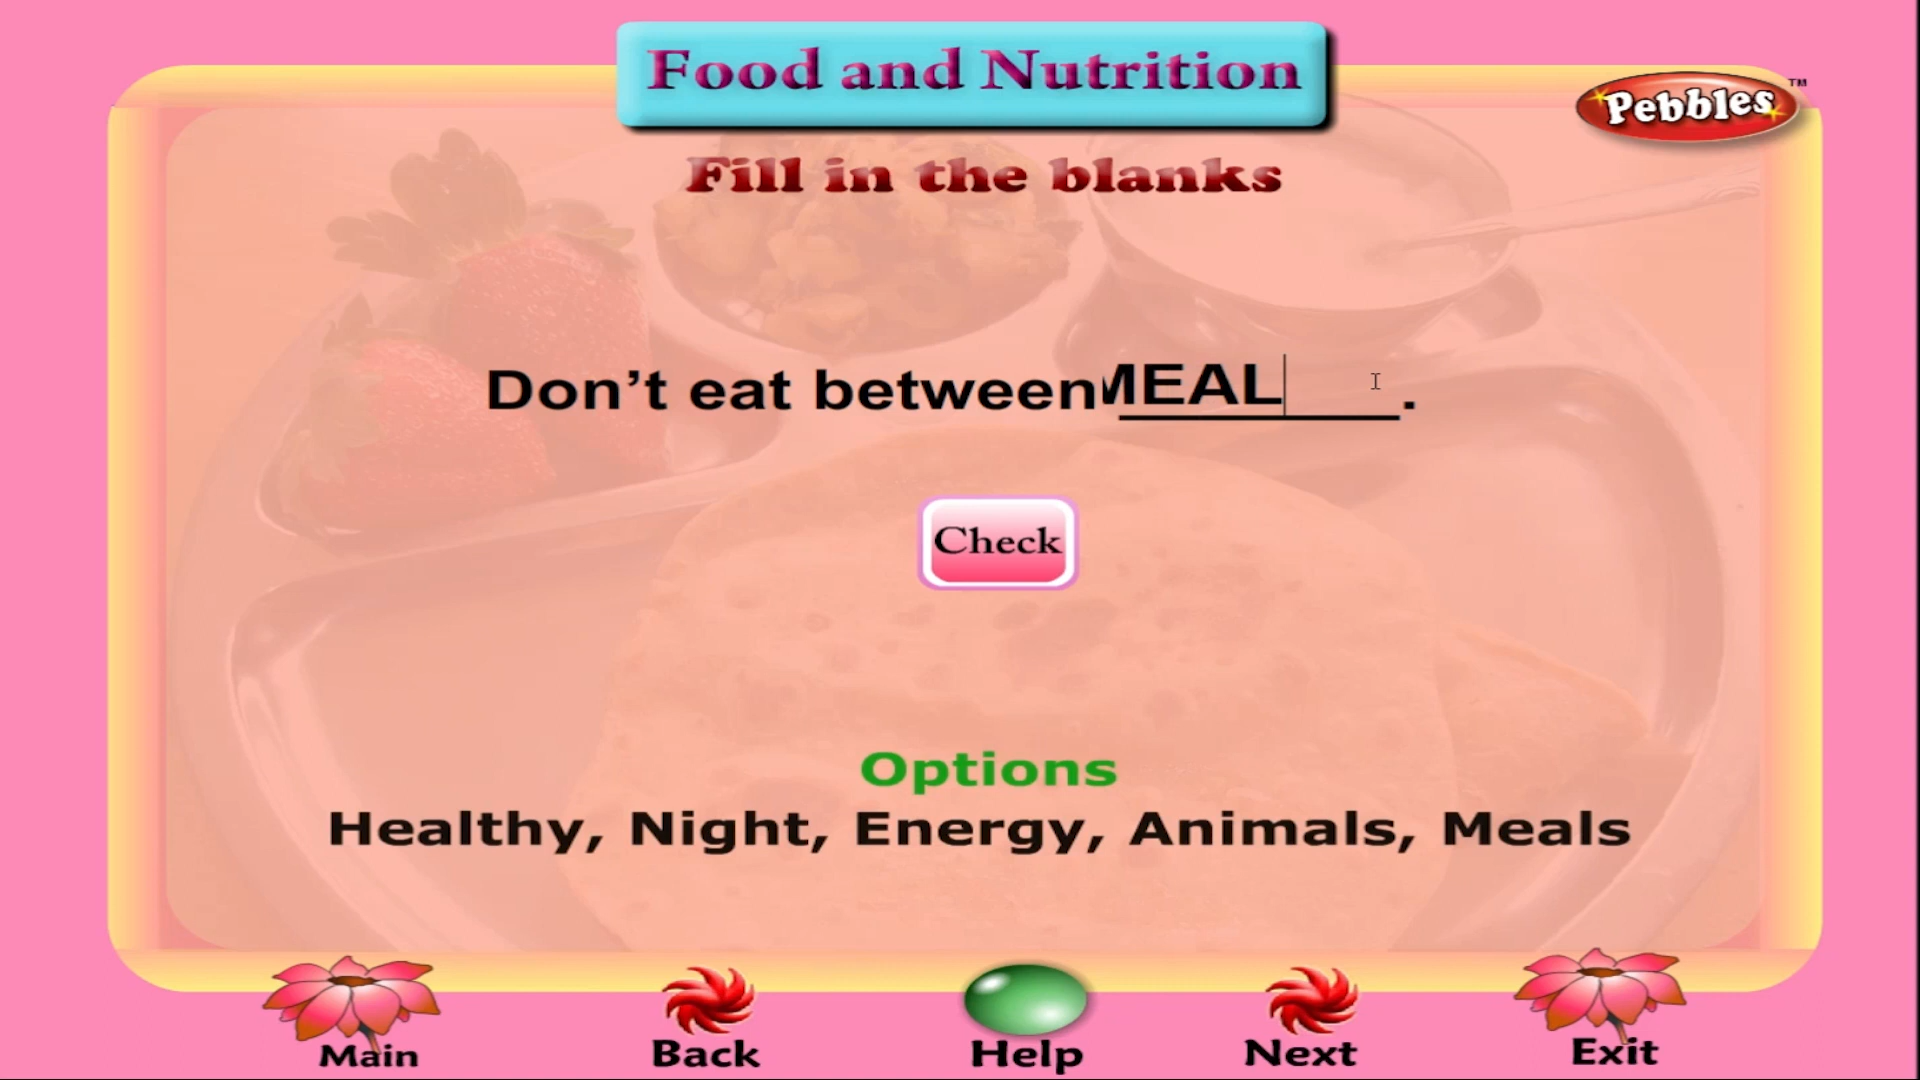 Food and Nutrition
Pebbles™
Fill in the blanks
Don’t eat between MEAL.
Check
Options
Healthy, Night, Energy, Animals, Meals
Main Back Help Next Exit